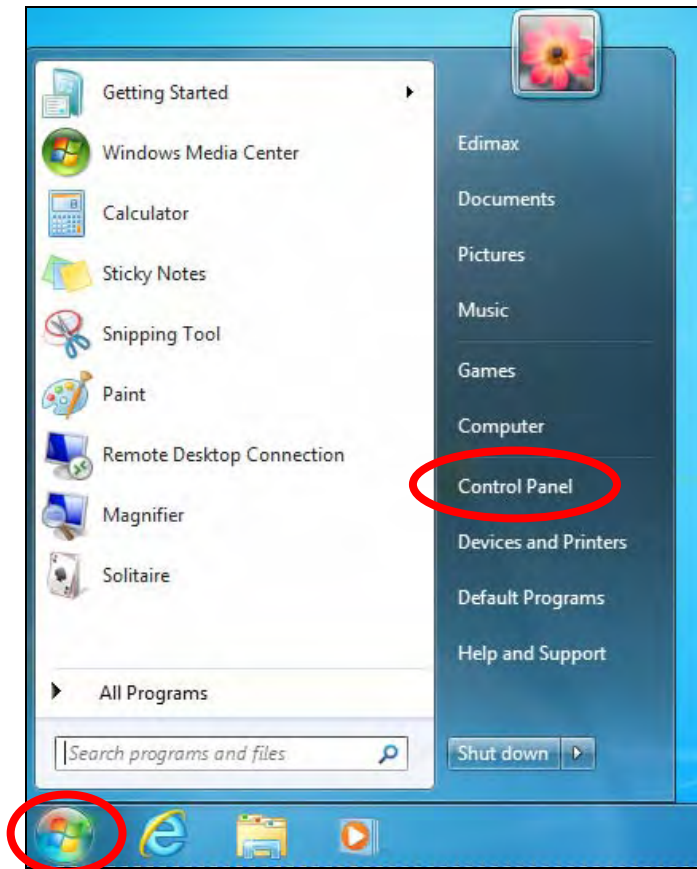 Getting Started
Windows Media Center
Calculator
Sticky Notes
Snipping Tool
Paint
Remote Desktop Connection
Magnifier
Solitaire
All Programs
Search programs and files
Edimax
Documents
Pictures
Music
Games
Computer
Control Panel
Devices and Printers
Default Programs
Help and Support
Shut down